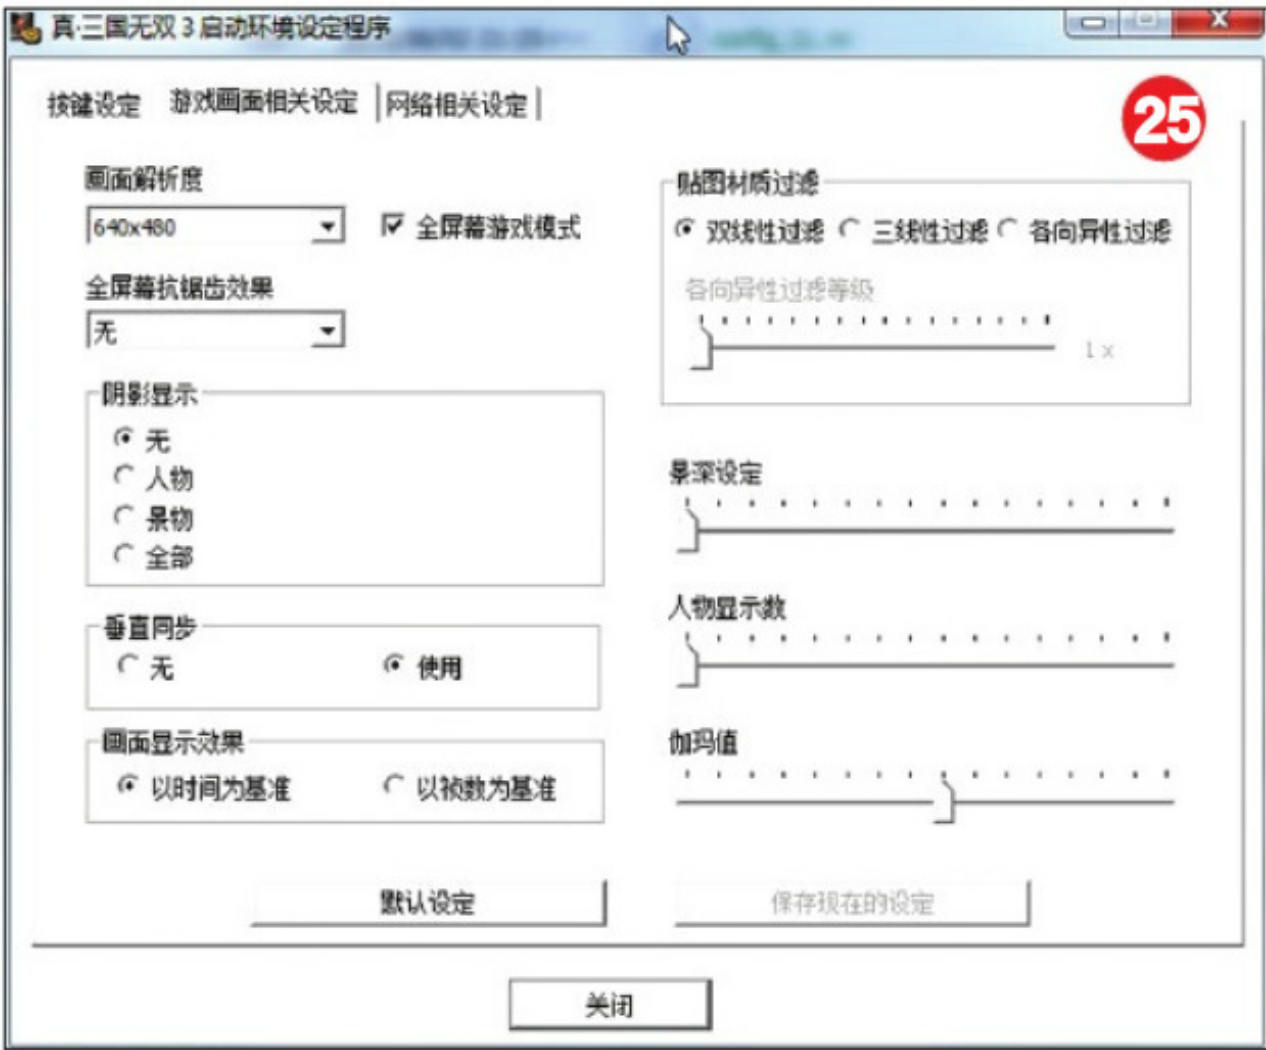 真·三国无双 3 启动环境设定程序
按键设定 游戏画面相关设定 网络相关设定
25
画面解析度
640x480
全屏幕游戏模式
全屏幕抗锯齿效果
无
阴影显示
无
人物
景物
全部
垂直同步
无 使用
画面显示效果
以时间为基准 以祯数为基准
贴图材质过滤
双线性过滤 三线性过滤 各向异性过滤
各向异性过滤等级
1 x
景深设定
人物显示数
伽玛值
默认设定 保存现在的设定
关闭